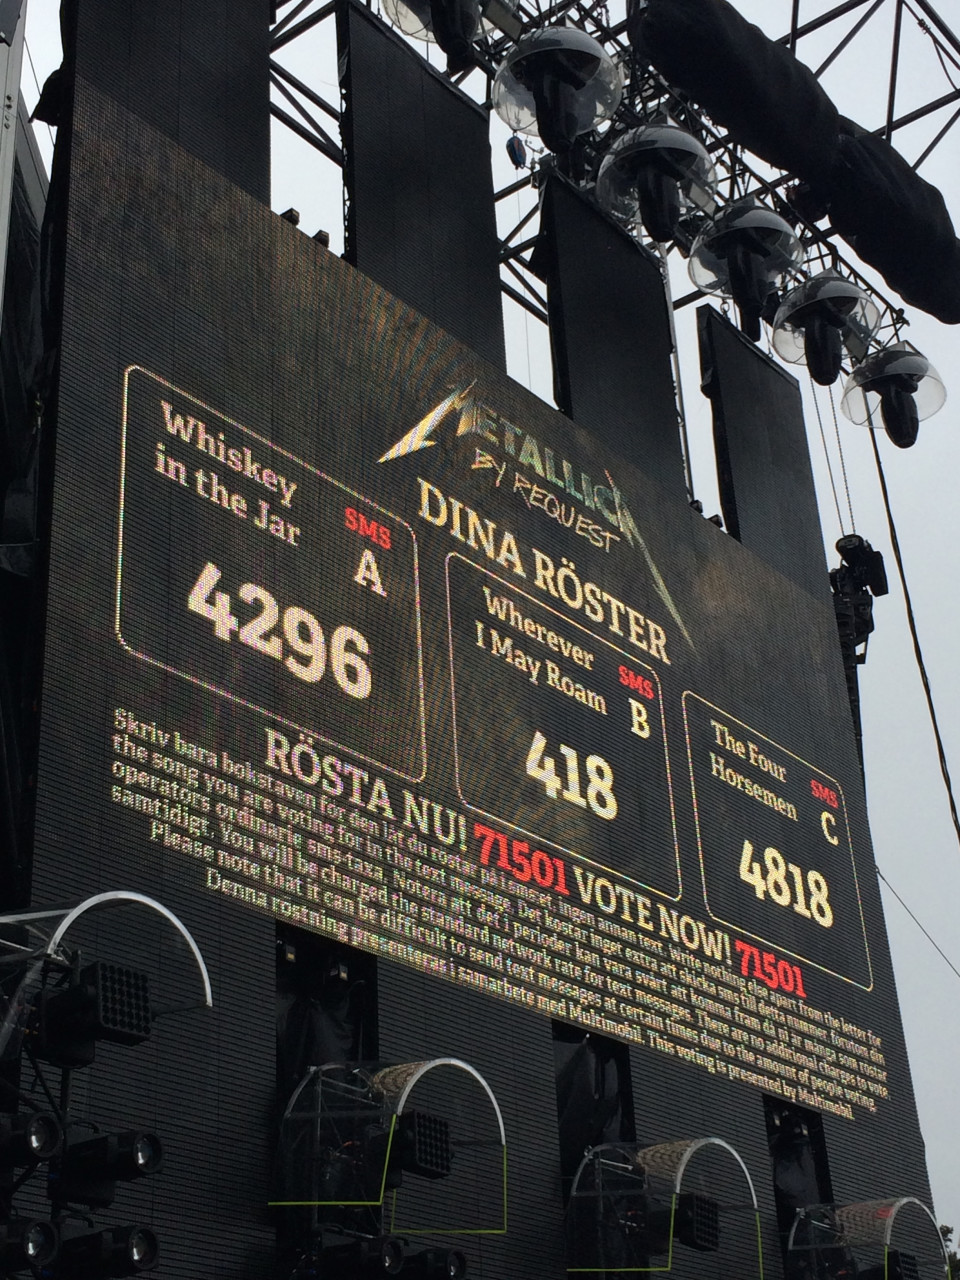 METALLICA
BY REQUEST
DINA RÖSTER
Whiskey
in the Jar
SMS
A
4296
Wherever
I May Roam
SMS
B
418
The Four
Horsemen
SMS
C
4818
RÖSTA NU! 71501 VOTE NOW! 71501
Skriv bara bokstaven för den låt du röstar på i sms:et, ingen annan text. Write nothing else apart from the letter for
the song you are voting for in the text message. Det kostar inget extra att skicka sms till detta nummer, förutom din
operatörs ordinarie sms-taxa. Notera att det i perioder kan vara svårt att komma fram då ni är många som röstar
samtidigt. You will be charged the standard network rate for text messages. There are no additional charges to vote.
Please note that it can be difficult to send text messages at certain times due to the amount of people voting.
Denna röstning presenteras i samarbete med Multimobil. This voting is presented by Multimobil.